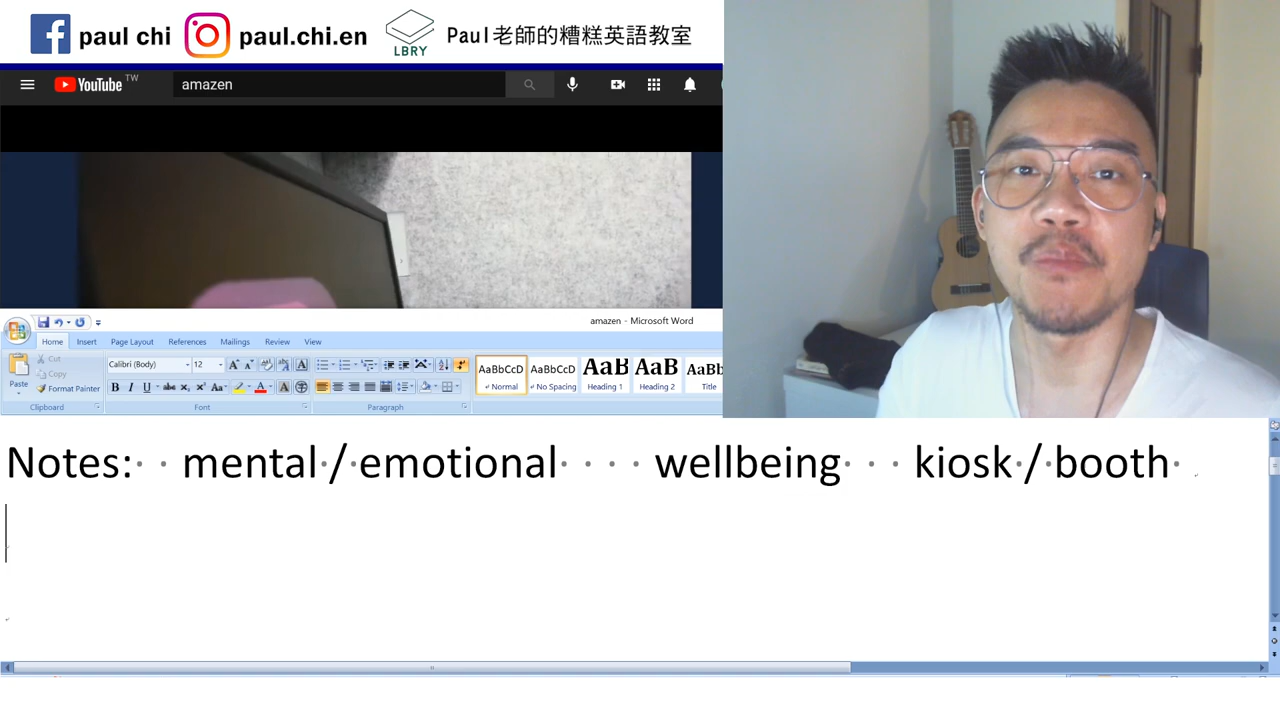 paul chi paul.chi.en LBRY Paul老師的糟糕英語教室
YouTube TW amazen
amazen - Microsoft Word
Home Insert Page Layout References Mailings Review View
Cut
Calibri (Body) 12
Copy
Paste
Format Painter
AaBbCcD AaBbCcD AaB AaB AaB
Normal No Spacing Heading 1 Heading 2 Title
Clipboard Font Paragraph
Notes: mental / emotional wellbeing kiosk / booth